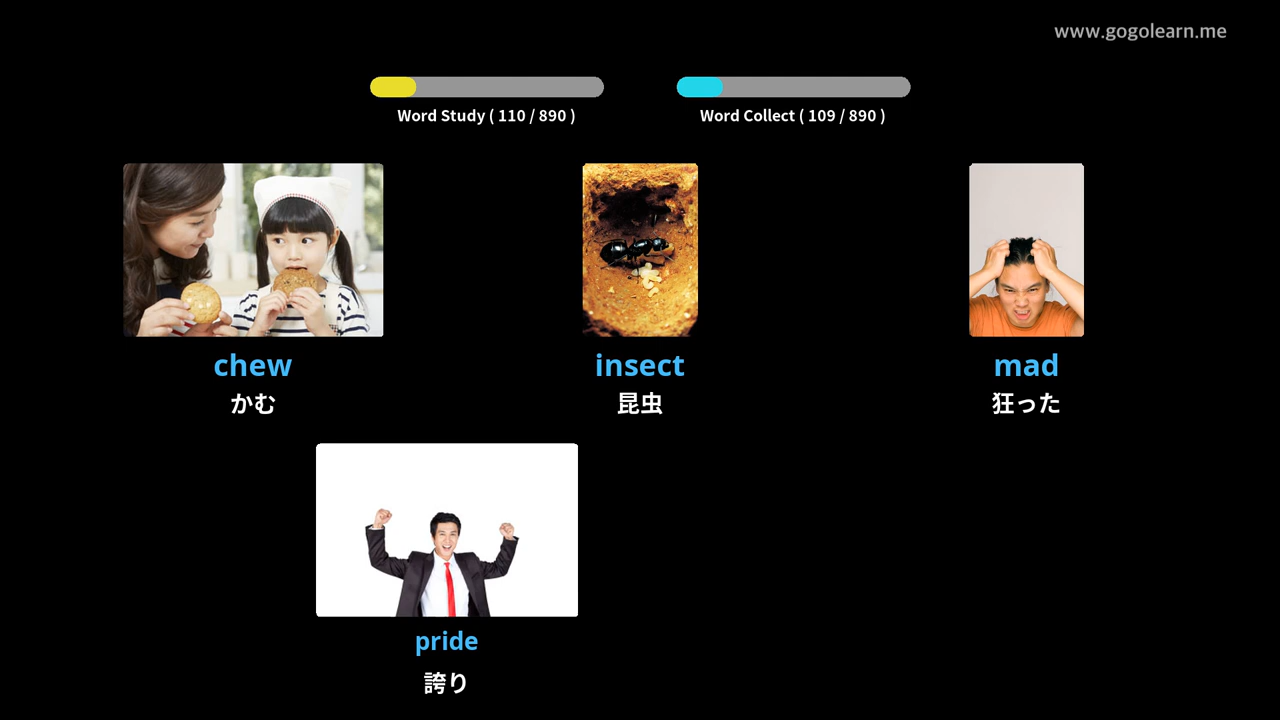 www.gogolearn.me
Word Study ( 110 / 890 )
Word Collect ( 109 / 890 )
chew
insect
mad
かむ
昆虫
狂った
pride
誇り